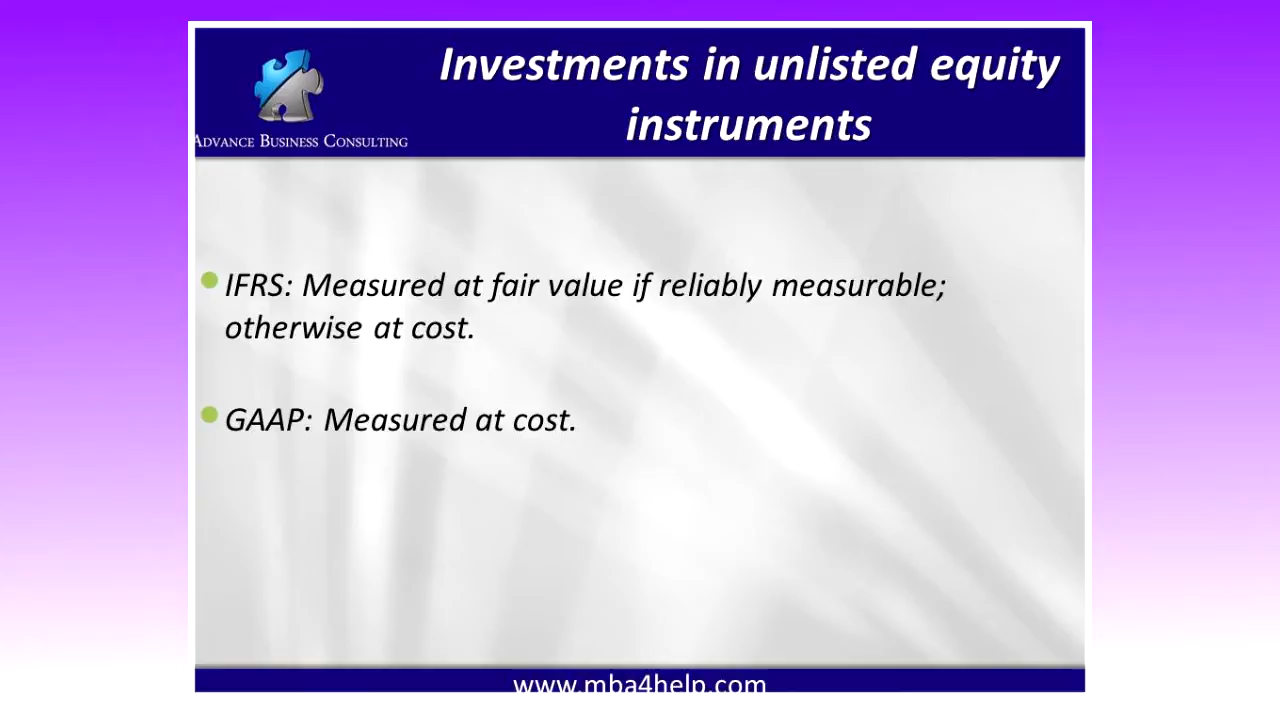 Investments in unlisted equity
instruments
ADVANCE BUSINESS CONSULTING
IFRS: Measured at fair value if reliably measurable;
otherwise at cost.
GAAP: Measured at cost.
www.mba4help.com